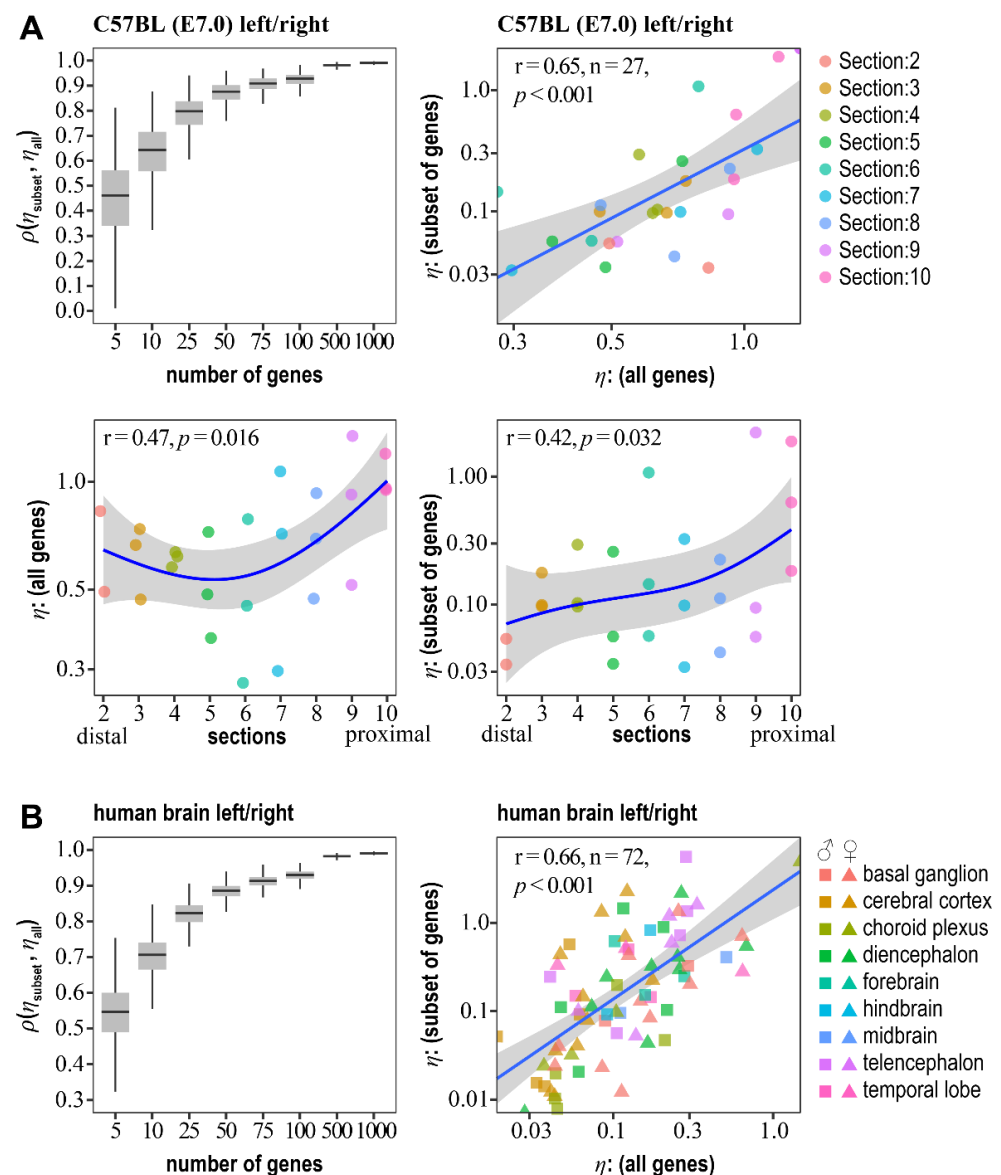 A
C57BL (E7.0) left/right
1.0
0.9
0.8
0.7
0.6
0.5
0.4
0.3
0.2
0.1
0.0
ρ(ηsubset, ηall)
5 10 25 50 75 100 500 1000
number of genes
C57BL (E7.0) left/right
r = 0.65, n = 27,
p < 0.001
1.0
0.3
0.1
0.03
η: (subset of genes)
0.3 0.5 1.0
η: (all genes)
Section:2
Section:3
Section:4
Section:5
Section:6
Section:7
Section:8
Section:9
Section:10
r = 0.47, p = 0.016
1.0
0.5
0.3
η: (all genes)
2 3 4 5 6 7 8 9 10
distal sections proximal
r = 0.42, p = 0.032
1.00
0.30
0.10
0.03
η: (subset of genes)
2 3 4 5 6 7 8 9 10
distal sections proximal
B
human brain left/right
1.0
0.9
0.8
0.7
0.6
0.5
0.4
0.3
ρ(ηsubset, ηall)
5 10 25 50 75 100 500 1000
number of genes
human brain left/right
r = 0.66, n = 72,
p < 0.001
1.0
0.1
0.01
η: (subset of genes)
0.03 0.1 0.3 1.0
η: (all genes)
♂ ♀
basal ganglion
cerebral cortex
choroid plexus
diencephalon
forebrain
hindbrain
midbrain
telencephalon
temporal lobe